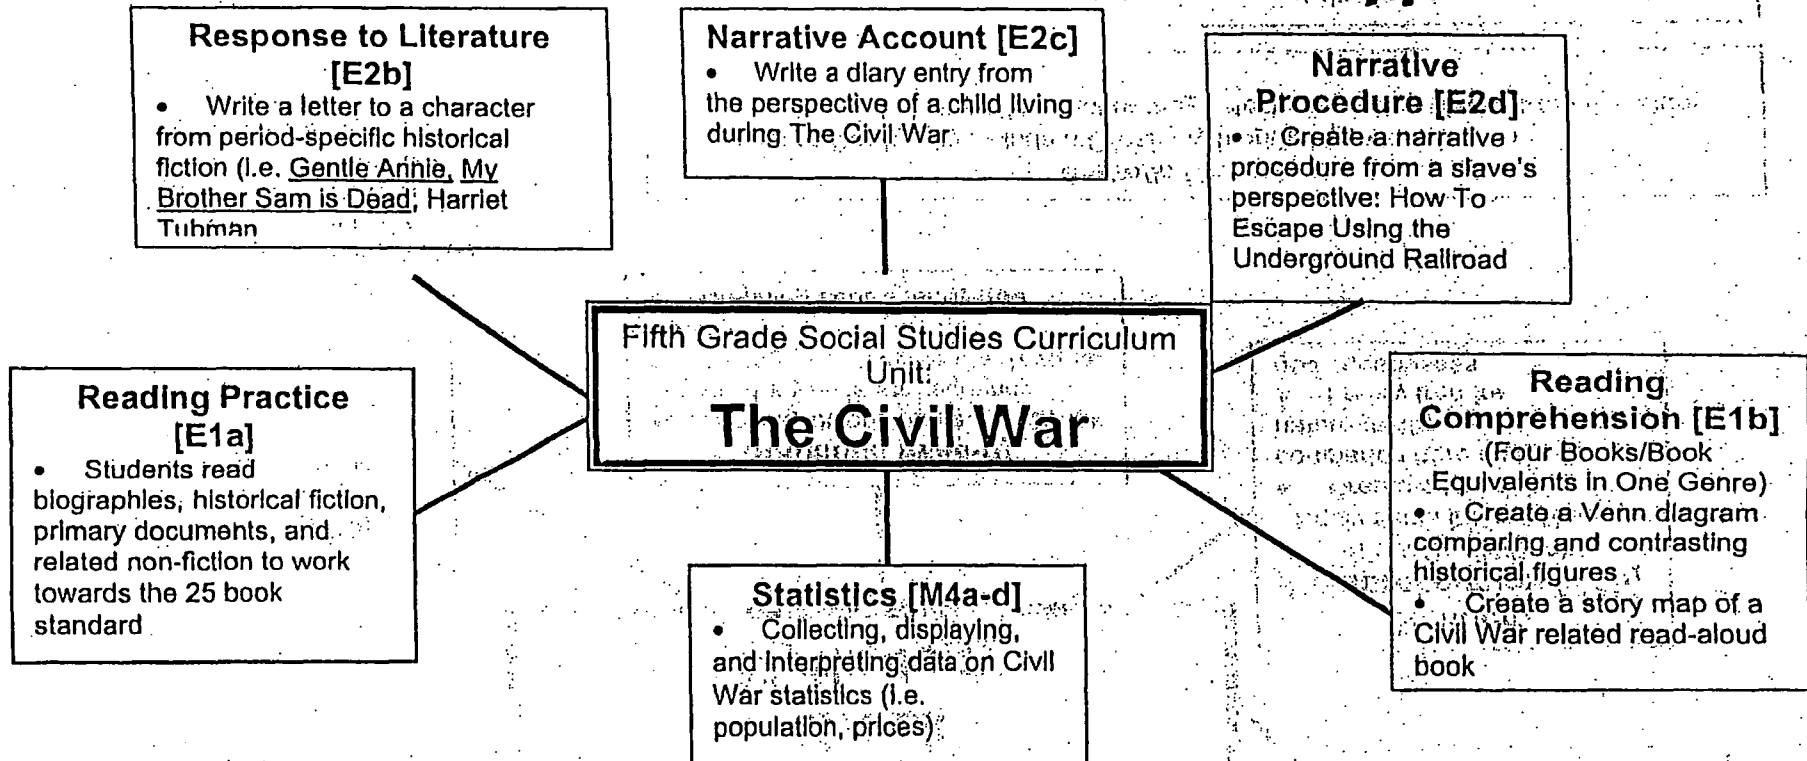 Response to Literature
[E2b]
• Write a letter to a character
from period-specific historical
fiction (i.e. Gentle Annie, My
Brother Sam is Dead, Harriet
Tubman
Narrative Account [E2c]
• Write a diary entry from
the perspective of a child living
during The Civil War
Narrative
Procedure [E2d]
• Create a narrative
procedure from a slave's
perspective: How To
Escape Using the
Underground Railroad
Fifth Grade Social Studies Curriculum
Unit:
The Civil War
Reading Practice
[E1a]
• Students read
biographies, historical fiction,
primary documents, and
related non-fiction to work
towards the 25 book
standard
Statistics [M4a-d]
• Collecting, displaying,
and interpreting data on Civil
War statistics (i.e.
population, prices)
Reading
Comprehension [E1b]
(Four Books/Book
Equivalents in One Genre)
• Create a Venn diagram
comparing and contrasting
historical figures
• Create a story map of a
Civil War related read-aloud
book